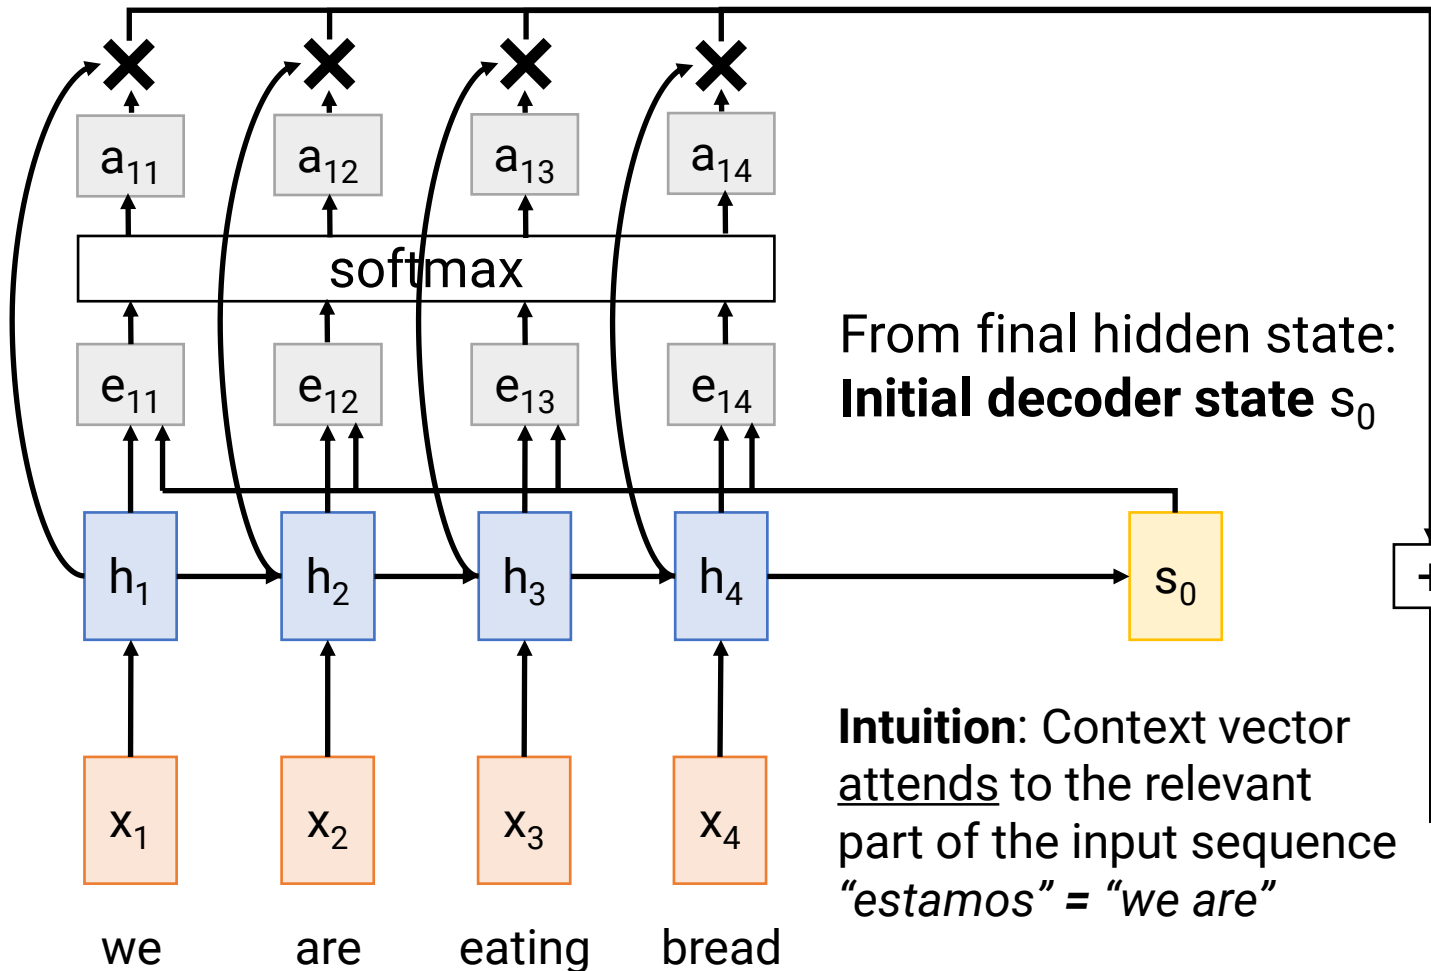 a₁₁ a₁₂ a₁₃ a₁₄
softmax
e₁₁ e₁₂ e₁₃ e₁₄
From final hidden state:
Initial decoder state s₀
h₁ h₂ h₃ h₄ s₀
+
x₁ x₂ x₃ x₄
Intuition: Context vector
attends to the relevant
part of the input sequence
“estamos” = “we are”
we are eating bread